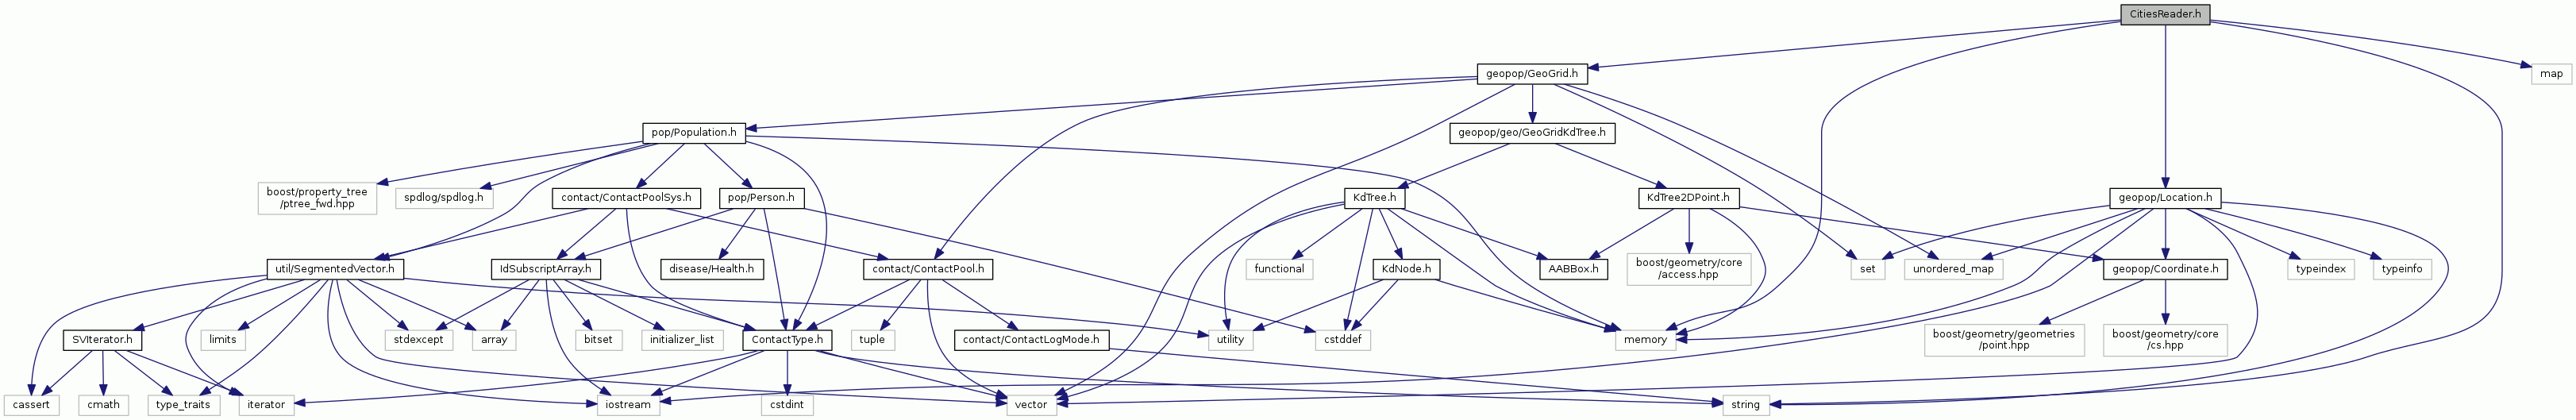 CitiesReader.h
geopop/GeoGrid.h
map
pop/Population.h
geopop/geo/GeoGridKdTree.h
boost/property_tree
/ptree_fwd.hpp
spdlog/spdlog.h
contact/ContactPoolSys.h
pop/Person.h
KdTree.h
KdTree2DPoint.h
geopop/Location.h
util/SegmentedVector.h
IdSubscriptArray.h
disease/Health.h
contact/ContactPool.h
functional
KdNode.h
AABBox.h
boost/geometry/core
/access.hpp
set
unordered_map
geopop/Coordinate.h
typeindex
typeinfo
SVIterator.h
limits
stdexcept
array
bitset
initializer_list
ContactType.h
tuple
contact/ContactLogMode.h
utility
cstddef
memory
boost/geometry/geometries
/point.hpp
boost/geometry/core
/cs.hpp
cassert
cmath
type_traits
iterator
iostream
cstdint
vector
string